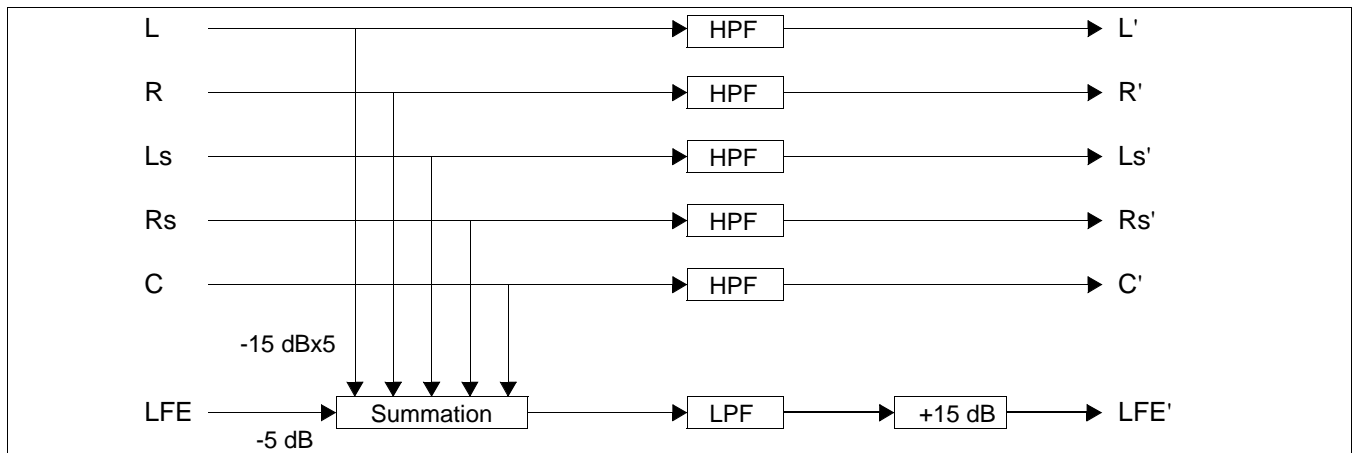 L HPF L'
R HPF R'
Ls HPF Ls'
Rs HPF Rs'
C HPF C'
-15 dBx5
LFE Summation LPF +15 dB LFE'
-5 dB